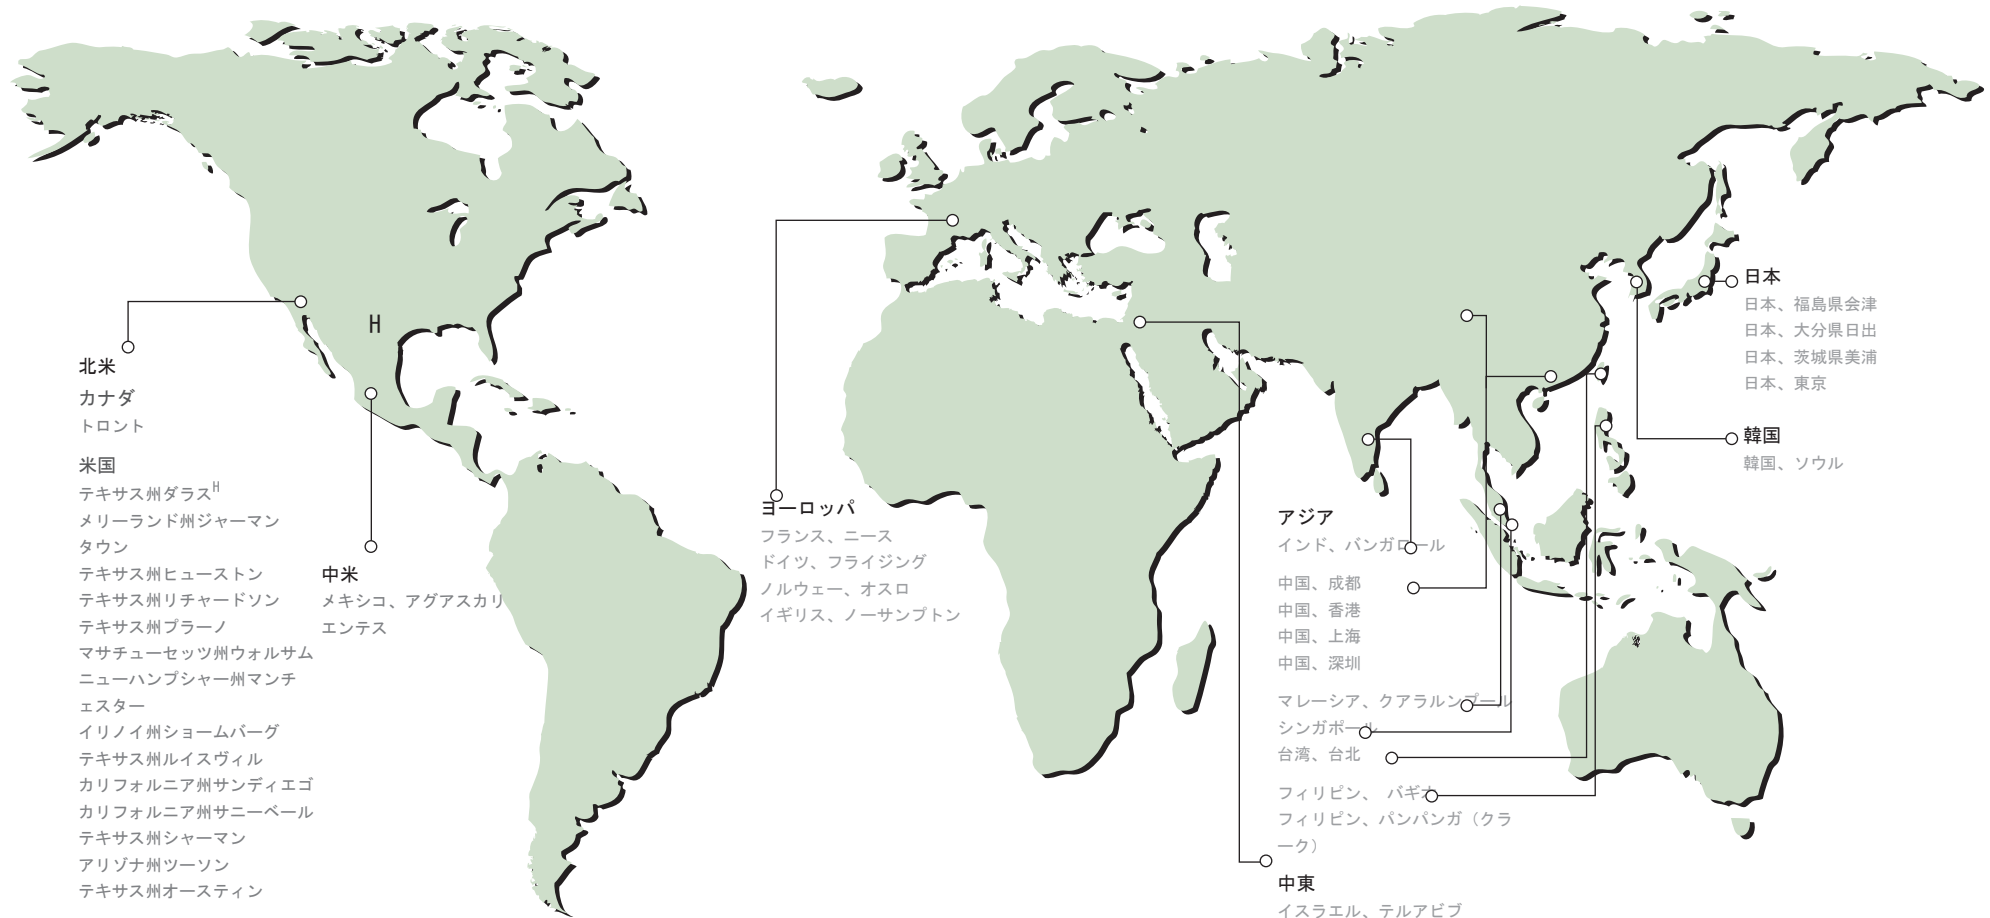 H
北米
カナダ
トロント
米国
テキサス州ダラスH
メリーランド州ジャーマン
タウン
テキサス州ヒューストン
テキサス州リチャードソン
テキサス州プラーノ
マサチューセッツ州ウォルサム
ニューハンプシャー州マンチ
ェスター
イリノイ州ショームバーグ
テキサス州ルイスヴィル
カリフォルニア州サンディエゴ
カリフォルニア州サニーベール
テキサス州シャーマン
アリゾナ州ツーソン
テキサス州オースティン
中米
メキシコ、アグアスカリ
エンテス
ヨーロッパ
フランス、ニース
ドイツ、フライジング
ノルウェー、オスロ
イギリス、ノーサンプトン
アジア
インド、バンガロール
中国、成都
中国、香港
中国、上海
中国、深圳
マレーシア、クアラルンプール
シンガポール
台湾、台北
フィリピン、 バギオ
フィリピン、パンパンガ（クラ
ーク）
中東
イスラエル、テルアビブ
日本
日本、福島県会津
日本、大分県日出
日本、茨城県美浦
日本、東京
韓国
韓国、ソウル